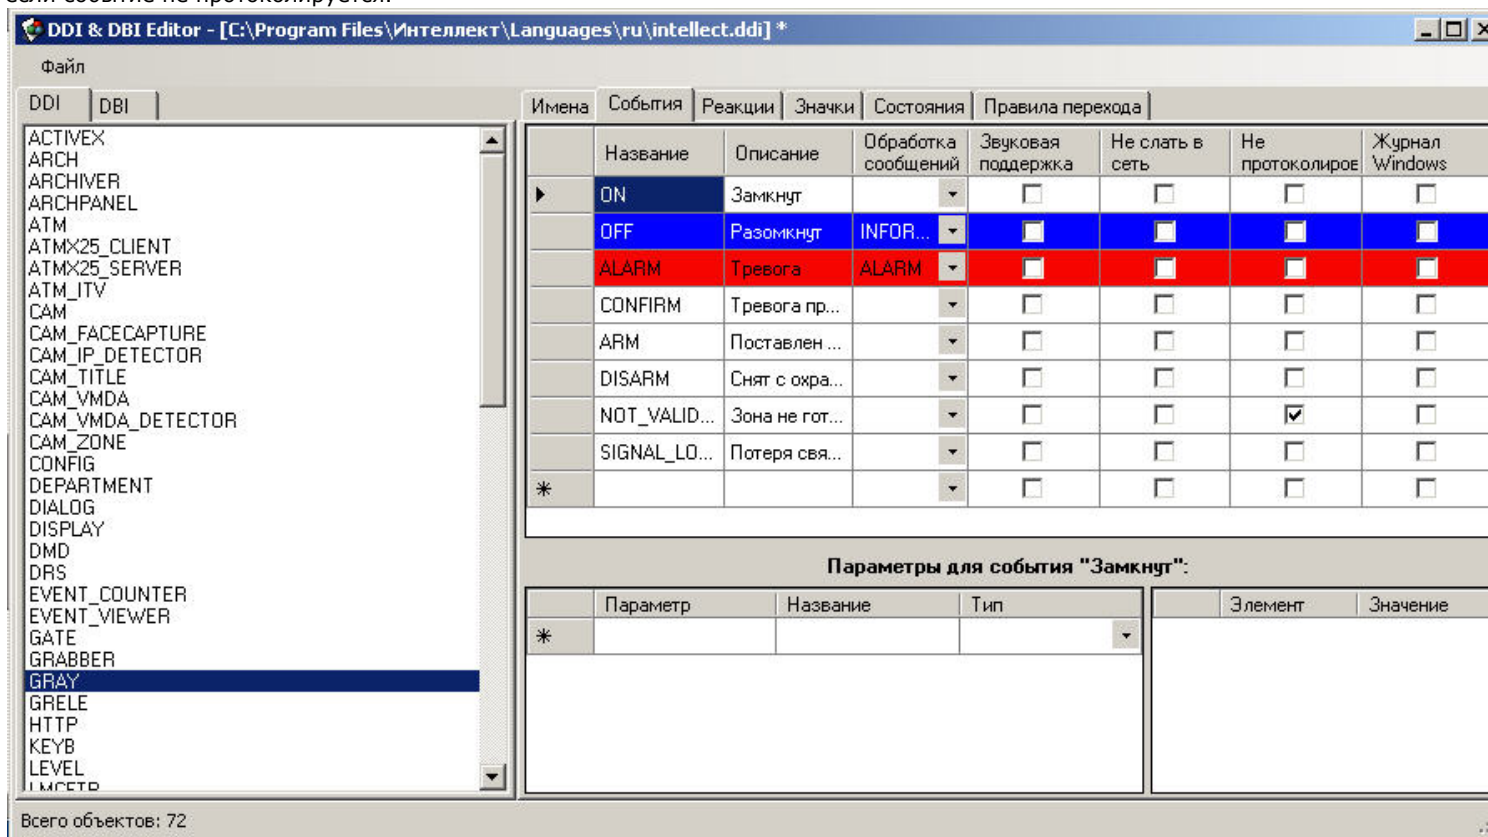 если событие не протоколируется.
DDI & DBI Editor - [C:\Program Files\Интеллект\Languages\ru\intellect.ddi] *
Файл
DDI DBI
ACTIVEX
ARCH
ARCHIVER
ARCHPANEL
ATM
ATMX25_CLIENT
ATMX25_SERVER
ATM_ITV
CAM
CAM_FACECAPTURE
CAM_IP_DETECTOR
CAM_TITLE
CAM_VMDA
CAM_VMDA_DETECTOR
CAM_ZONE
CONFIG
DEPARTMENT
DIALOG
DISPLAY
DMD
DRS
EVENT_COUNTER
EVENT_VIEWER
GATE
GRABBER
GRAY
GRELE
HTTP
KEYB
LEVEL
Имена События Реакции Значки Состояния Правила перехода
Название Описание Обработка сообщений Звуковая поддержка Не слать в сеть Не протоколиров Журнал Windows
ON Замкнут
OFF Разомкнут INFOR...
ALARM Тревога ALARM
CONFIRM Тревога пр...
ARM Поставлен ...
DISARM Снят с охра...
NOT_VALID... Зона не гот...
SIGNAL_LO... Потеря свя...
Параметры для события "Замкнут":
Параметр Название Тип
Элемент Значение
Всего объектов: 72